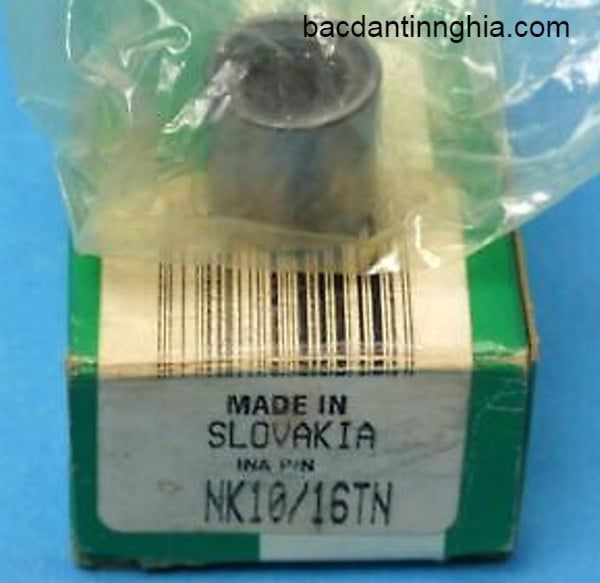 bacdantinnghia.com
MADE IN
SLOVAKIA
INA P/N
NK10/16TN